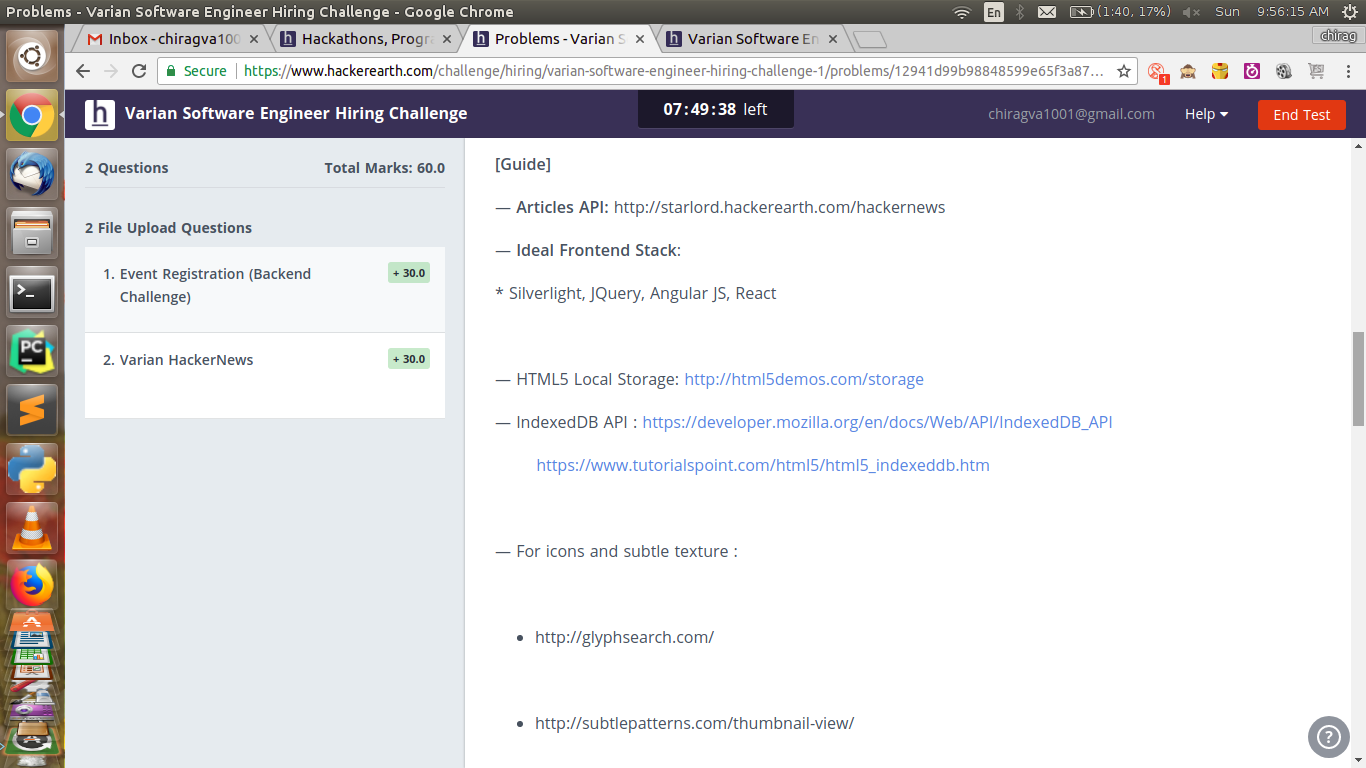 Problems - Varian Software Engineer Hiring Challenge - Google Chrome
En
(1:40, 17%)
Sun
9:56:15 AM
chirag
Inbox - chiragva100
Hackathons, Progra
Problems - Varian S
Varian Software En
Secure
https://www.hackerearth.com/challenge/hiring/varian-software-engineer-hiring-challenge-1/problems/12941d99b98848599e65f3a87...
1
h
Varian Software Engineer Hiring Challenge
07:49:38 left
chiragva1001@gmail.com
Help
End Test
2 Questions
Total Marks: 60.0
2 File Upload Questions
1. Event Registration (Backend
Challenge)
+ 30.0
2. Varian HackerNews
+ 30.0
[Guide]
— Articles API: http://starlord.hackerearth.com/hackernews
— Ideal Frontend Stack:
* Silverlight, JQuery, Angular JS, React
— HTML5 Local Storage: http://html5demos.com/storage
— IndexedDB API : https://developer.mozilla.org/en/docs/Web/API/IndexedDB_API
https://www.tutorialspoint.com/html5/html5_indexeddb.htm
— For icons and subtle texture :
• http://glyphsearch.com/
• http://subtlepatterns.com/thumbnail-view/
?
PC